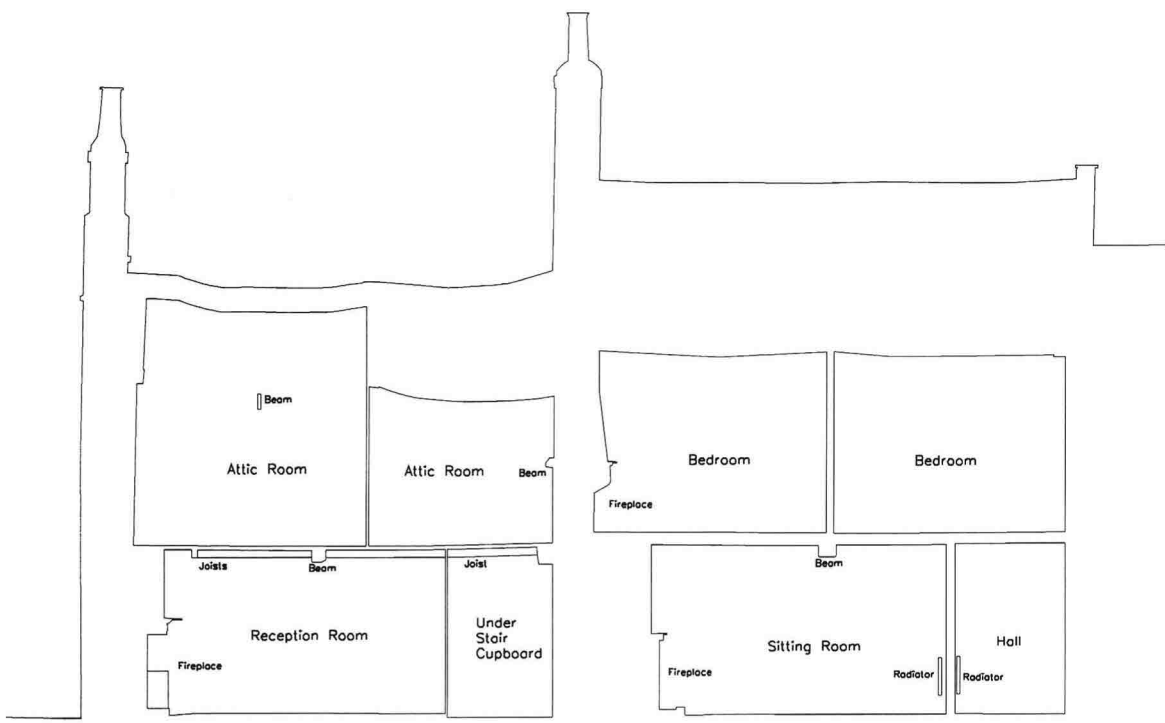 Beam
Attic Room
Attic Room
Beam
Bedroom
Bedroom
Fireplace
Joists
Beam
Joist
Beam
Reception Room
Under
Stair
Cupboard
Fireplace
Sitting Room
Hall
Fireplace
Radiator
Radiator